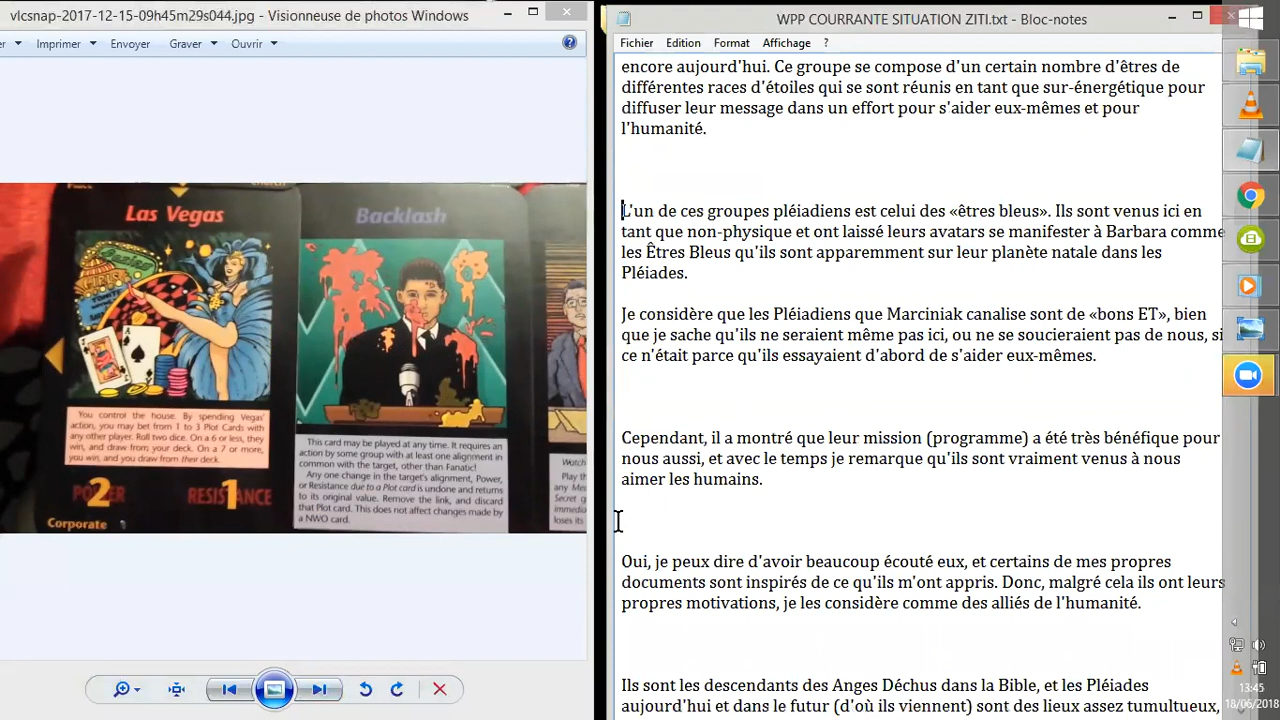 vlcsnap-2017-12-15-09h45m29s044.jpg - Visionneuse de photos Windows
Imprimer Envoyer Graver Ouvrir
Las Vegas
You control the house. By spending Vegas'
action, you may bet from 1 to 3 Plot Cards with
any other player. Roll two dice. On a 6 or less, they
win, and draw from your deck. On a 7 or more,
you win, and you draw from their deck.
POWER 2 RESISTANCE 1
Corporate
Backlash
This card may be played at any time. It requires an
action by some group with at least one alignment in
common with the target, other than Fanatic!
Any one change in the target's alignment, Power,
or Resistance due to a Plot card is undone and returns
to its original value. Remove the link, and discard
that Plot card. This does not affect changes made by
a NWO card.
WPP COURRANTE SITUATION ZITI.txt - Bloc-notes
Fichier Edition Format Affichage ?
encore aujourd'hui. Ce groupe se compose d'un certain nombre d'êtres de
différentes races d'étoiles qui se sont réunis en tant que sur-énergétique pour
diffuser leur message dans un effort pour s'aider eux-mêmes et pour
l'humanité.
L'un de ces groupes pléiadiens est celui des «êtres bleus». Ils sont venus ici en
tant que non-physique et ont laissé leurs avatars se manifester à Barbara comme
les Êtres Bleus qu'ils sont apparemment sur leur planète natale dans les
Pléiades.
Je considère que les Pléiadiens que Marciniak canalise sont de «bons ET», bien
que je sache qu'ils ne seraient même pas ici, ou ne se soucieraient pas de nous, si
ce n'était parce qu'ils essayaient d'abord de s'aider eux-mêmes.
Cependant, il a montré que leur mission (programme) a été très bénéfique pour
nous aussi, et avec le temps je remarque qu'ils sont vraiment venus à nous
aimer les humains.
Oui, je peux dire d'avoir beaucoup écouté eux, et certains de mes propres
documents sont inspirés de ce qu'ils m'ont appris. Donc, malgré cela ils ont leurs
propres motivations, je les considère comme des alliés de l'humanité.
Ils sont les descendants des Anges Déchus dans la Bible, et les Pléiades
aujourd'hui et dans le futur (d'où ils viennent) sont des lieux assez tumultueux,
13:45
18/06/2018